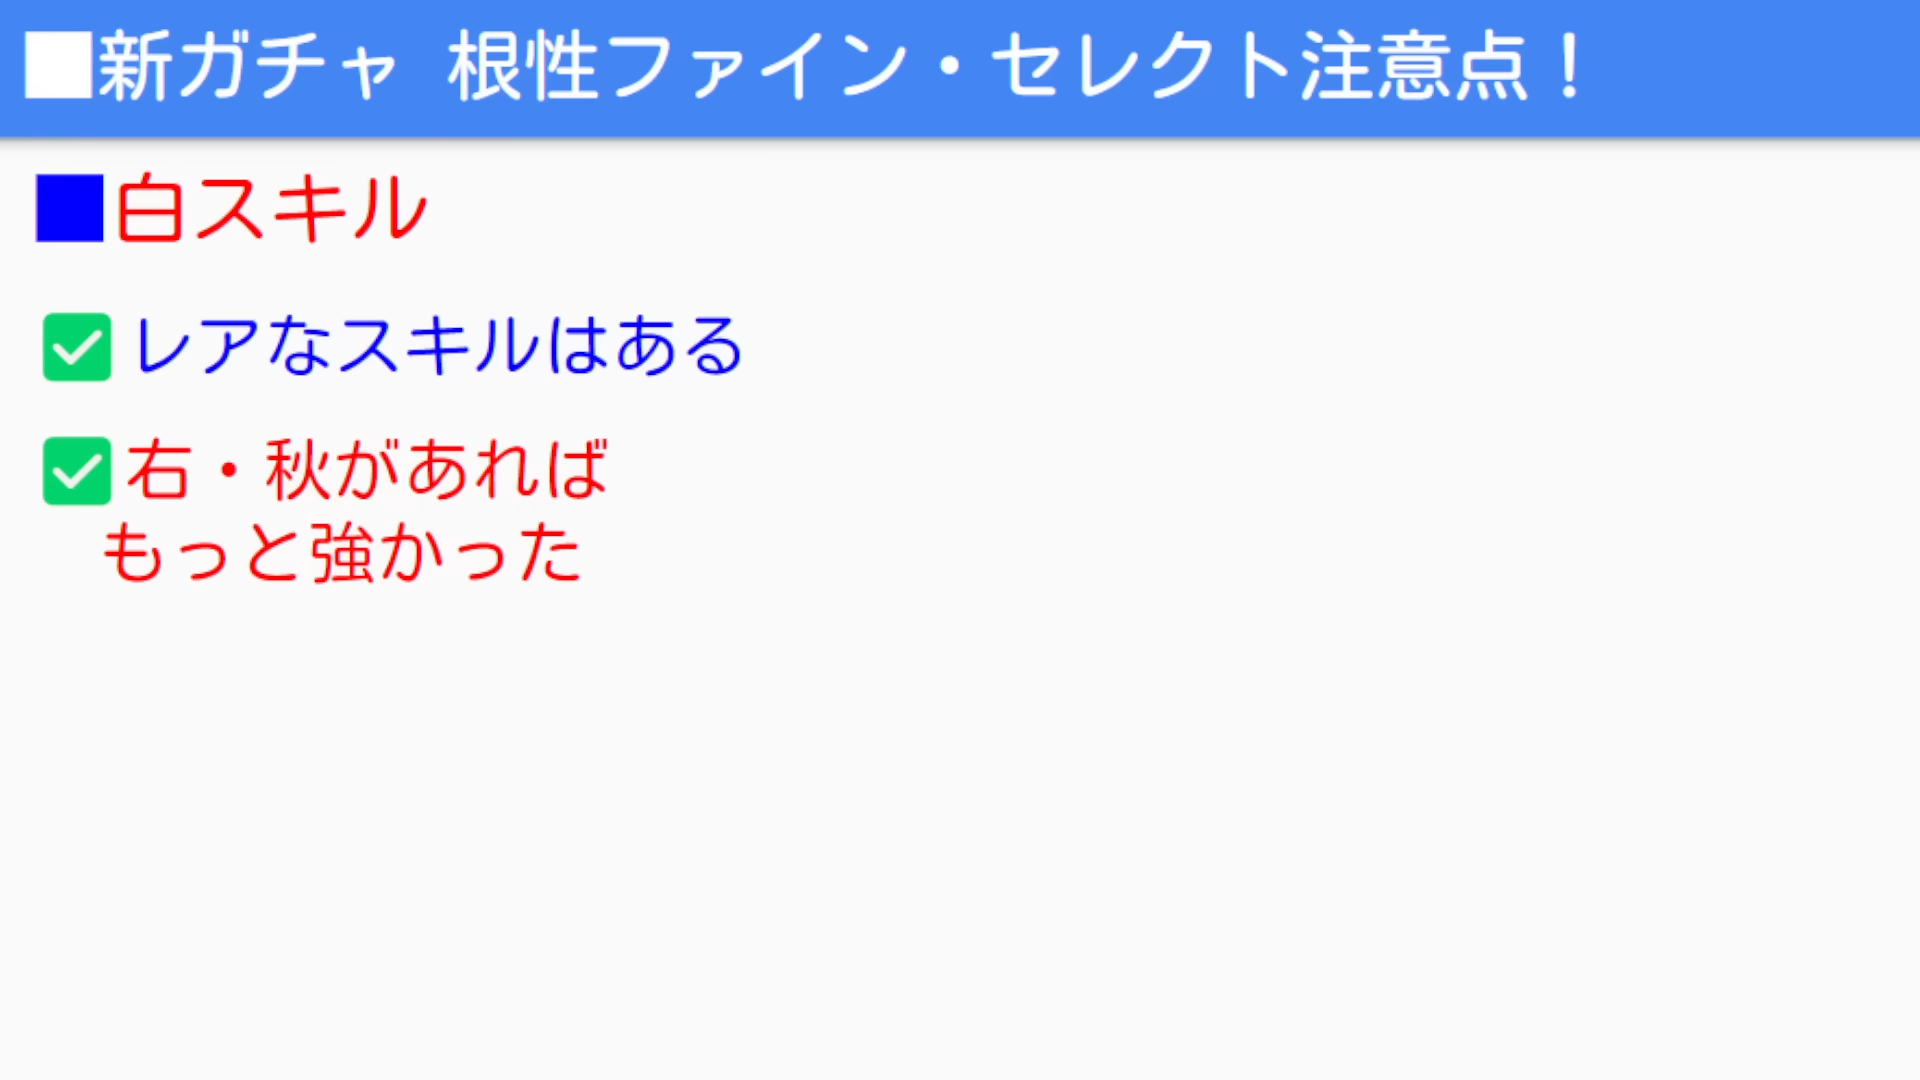 ■新ガチャ 根性ファイン・セレクト注意点！
■白スキル
✅レアなスキルはある
✅右・秋があれば
もっと強かった